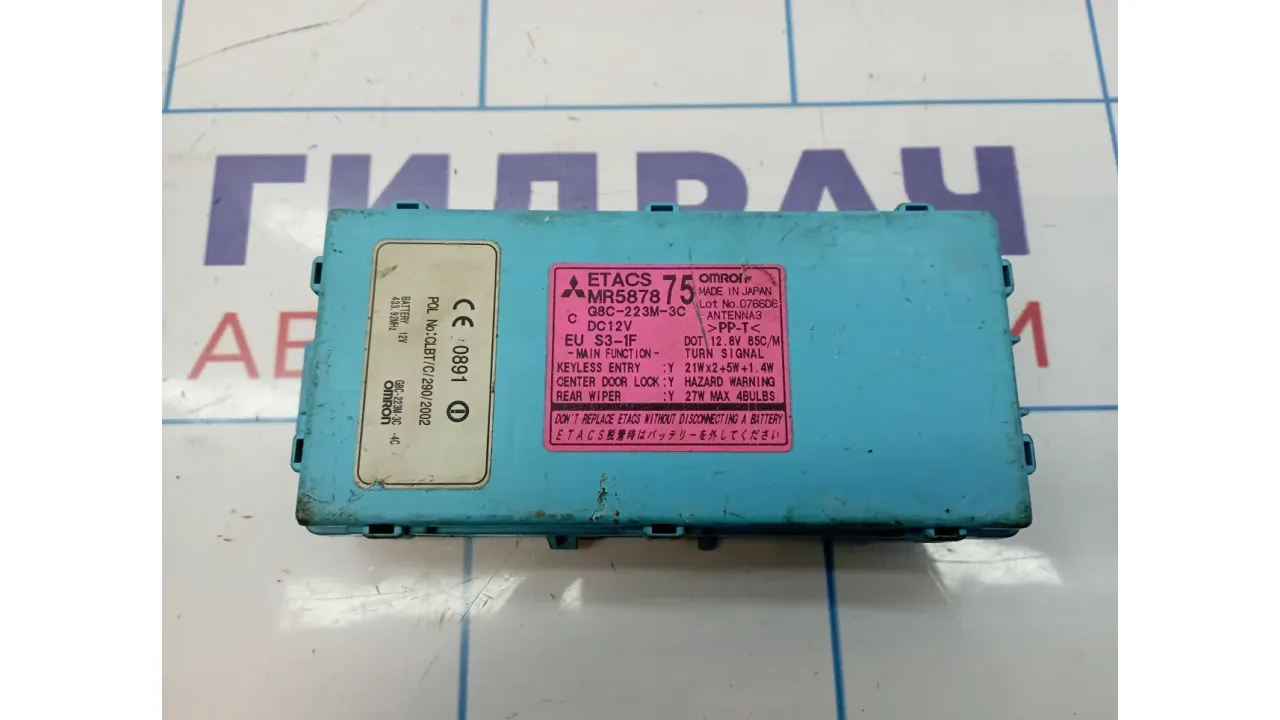 ГИДРАЧ
АВ
CE 0891
POL No:CLBT/C/290/2002
BATTERY 12V
433.92MHz
G8C-223M-3C -4C
OMRON
ETACS 75 OMRON
MR5878 MADE IN JAPAN
G8C-223M-3C Lot No.0766D8
C DC12V ANTENNA3
>PP-T<
EU S3-1F DOT 12.8V 85C/M
-MAIN FUNCTION- TURN SIGNAL
KEYLESS ENTRY :Y 21W×2+5W+1.4W
CENTER DOOR LOCK :Y HAZARD WARNING
REAR WIPER :Y 27W MAX 4BULBS
DON'T REPLACE ETACS WITHOUT DISCONNECTING A BATTERY
ETACS脱着時はバッテリーを外してください